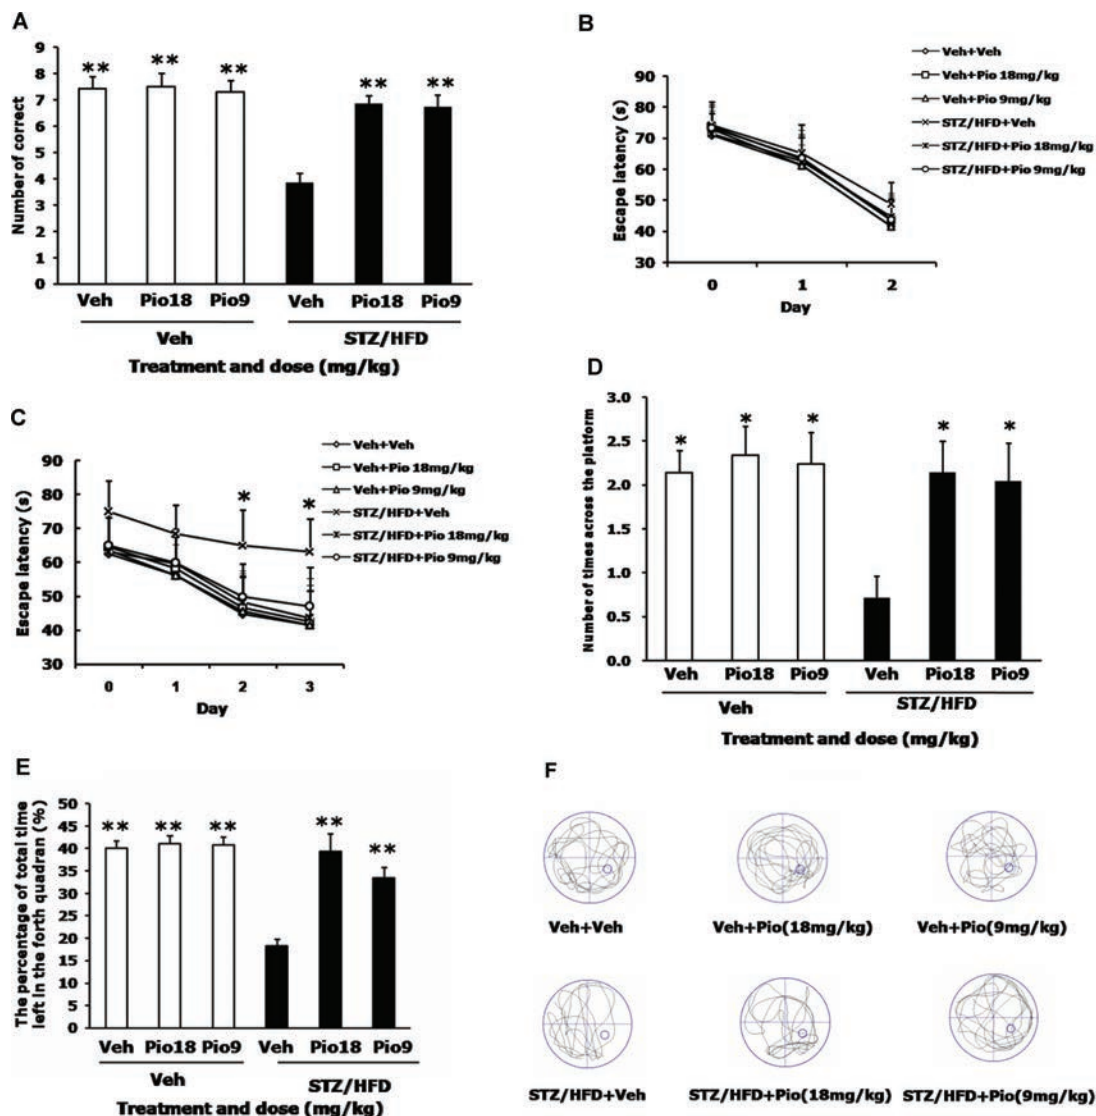 A
9
8
7
6
5
4
3
2
1
0
Number of correct
** ** ** ** **
Veh Pio18 Pio9 Veh Pio18 Pio9
Veh STZ/HFD
Treatment and dose (mg/kg)
B
Veh+Veh
Veh+Pio 18mg/kg
Veh+Pio 9mg/kg
STZ/HFD+Veh
STZ/HFD+Pio 18mg/kg
STZ/HFD+Pio 9mg/kg
90
80
70
60
50
40
30
Escape latency (s)
0 1 2
Day
C
Veh+Veh
Veh+Pio 18mg/kg
Veh+Pio 9mg/kg
STZ/HFD+Veh
STZ/HFD+Pio 18mg/kg
STZ/HFD+Pio 9mg/kg
90
80
70
60
50
40
30
Escape latency (s)
* *
0 1 2 3
Day
D
3.0
2.5
2.0
1.5
1.0
0.5
0.0
Number of times across the platform
* * * * *
Veh Pio18 Pio9 Veh Pio18 Pio9
Veh STZ/HFD
Treatment and dose (mg/kg)
E
50
45
40
35
30
25
20
15
10
5
0
The percentage of total time
left in the forth quadran (%)
** ** ** ** **
Veh Pio18 Pio9 Veh Pio18 Pio9
Veh STZ/HFD
Treatment and dose (mg/kg)
F
Veh+Veh Veh+Pio(18mg/kg) Veh+Pio(9mg/kg)
STZ/HFD+Veh STZ/HFD+Pio(18mg/kg) STZ/HFD+Pio(9mg/kg)